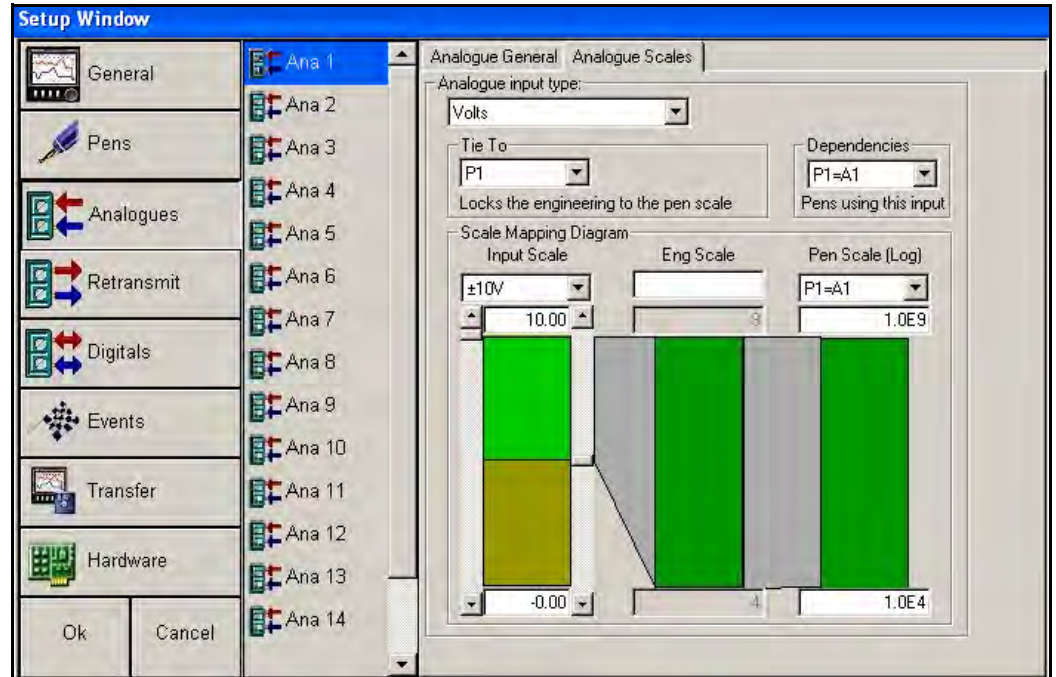 Setup Window
General
Pens
Analogues
Retransmit
Digitals
Events
Transfer
Hardware
Ok
Cancel
Ana 1
Ana 2
Ana 3
Ana 4
Ana 5
Ana 6
Ana 7
Ana 8
Ana 9
Ana 10
Ana 11
Ana 12
Ana 13
Ana 14
Analogue General
Analogue Scales
Analogue input type:
Volts
Tie To
P1
Locks the engineering to the pen scale
Dependencies
P1=A1
Pens using this input
Scale Mapping Diagram
Input Scale
Eng Scale
Pen Scale (Log)
±10V
P1=A1
10.00
9
1.0E9
-0.00
4
1.0E4